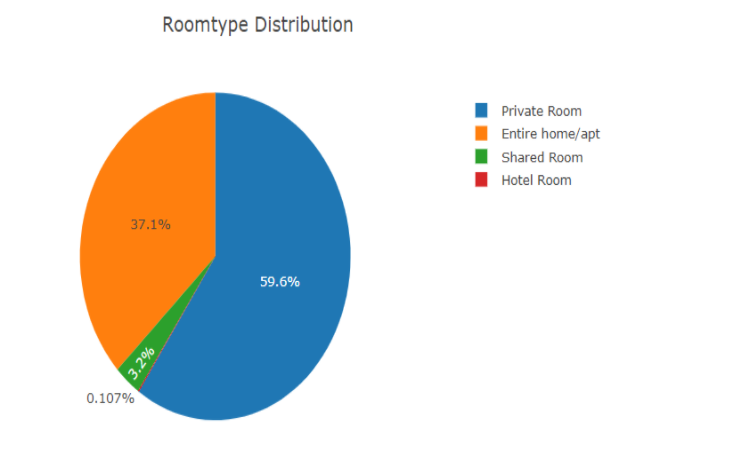 Roomtype Distribution
Private Room
Entire home/apt
Shared Room
Hotel Room
37.1%
59.6%
3.2%
0.107%